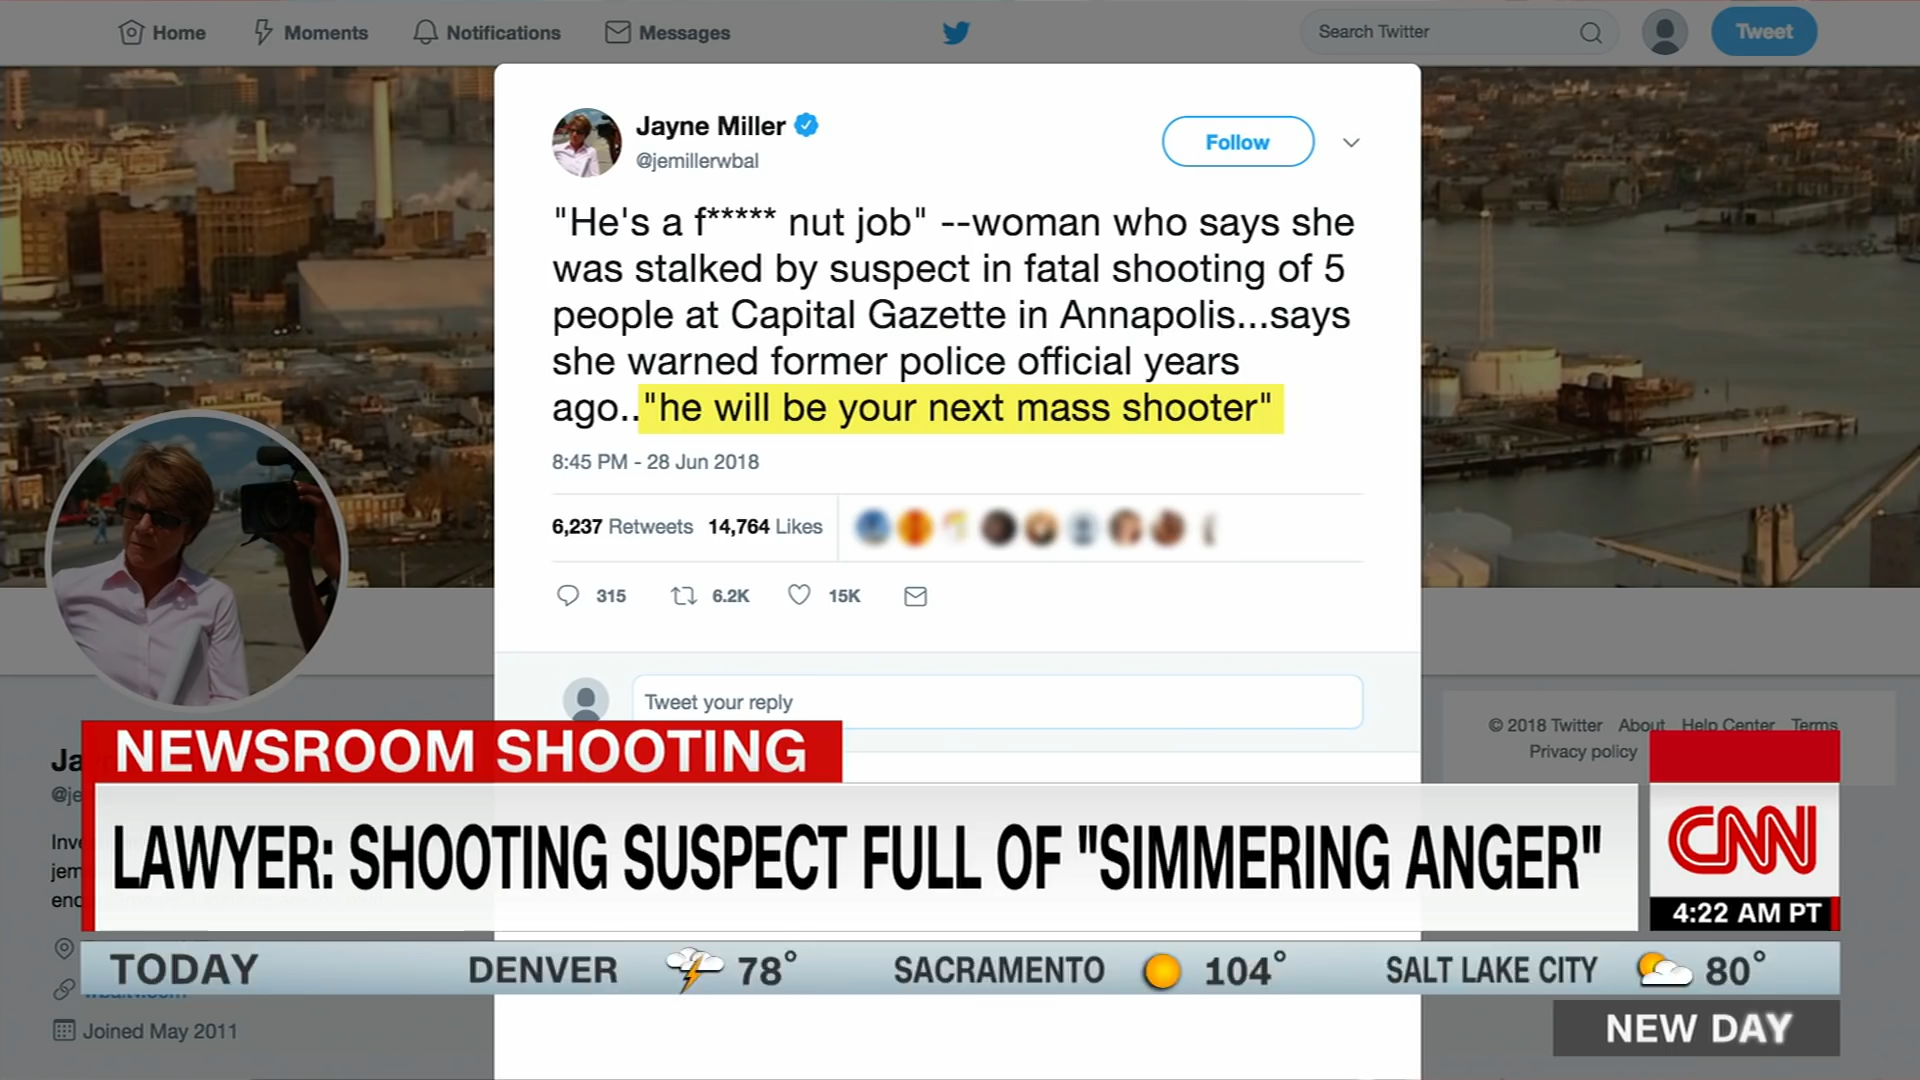 Home Moments Notifications Messages Search Twitter Tweet
Jayne Miller
@jemillerwbal
Follow
"He's a f***** nut job" --woman who says she
was stalked by suspect in fatal shooting of 5
people at Capital Gazette in Annapolis...says
she warned former police official years
ago.."he will be your next mass shooter"
8:45 PM - 28 Jun 2018
6,237 Retweets 14,764 Likes
315 6.2K 15K
Tweet your reply
© 2018 Twitter About Help Center Terms
Privacy policy
Joined May 2011
NEWSROOM SHOOTING
LAWYER: SHOOTING SUSPECT FULL OF "SIMMERING ANGER"
CNN
4:22 AM PT
TODAY DENVER 78° SACRAMENTO 104° SALT LAKE CITY 80°
NEW DAY